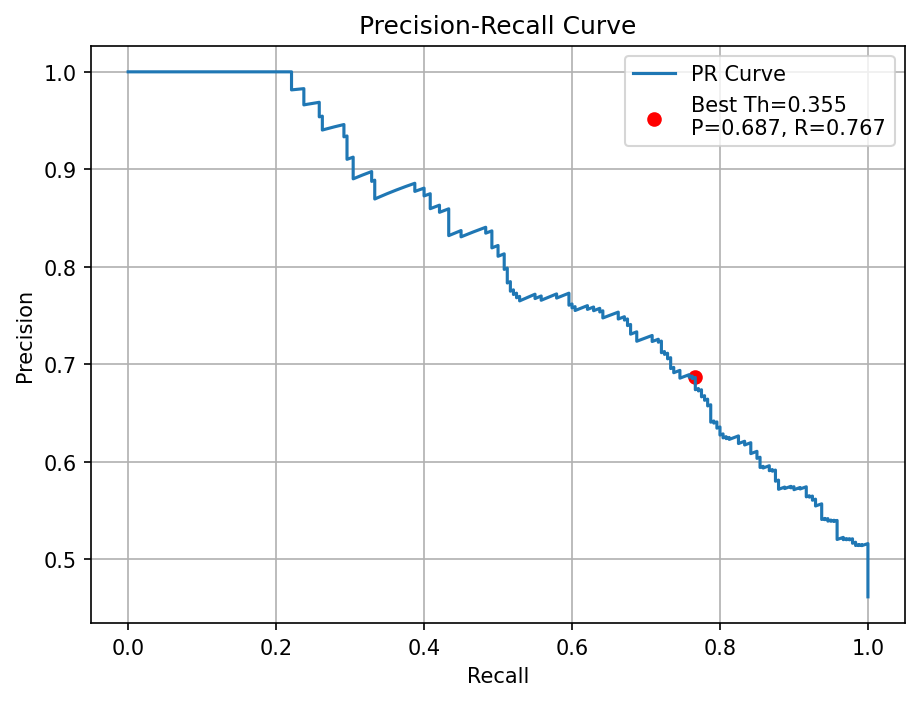 Precision-Recall Curve
PR Curve
Best Th=0.355
P=0.687, R=0.767
Precision
1.0
0.9
0.8
0.7
0.6
0.5
0.0
0.2
0.4
0.6
0.8
1.0
Recall